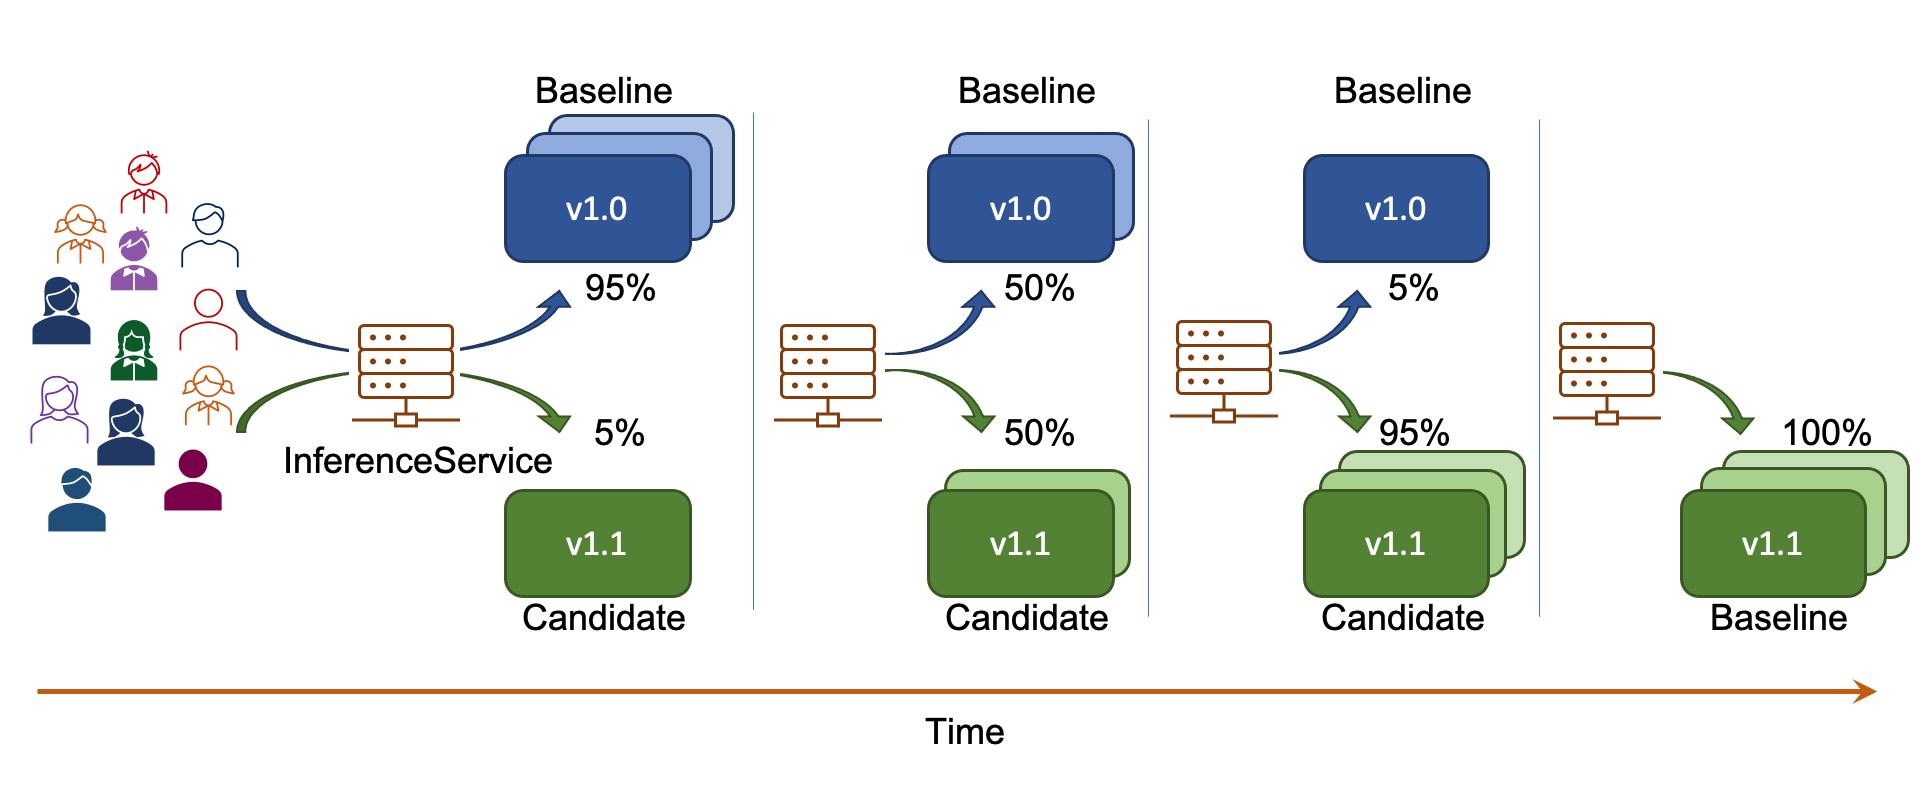 Baseline
v1.0
95%
InferenceService
5%
v1.1
Candidate
Baseline
v1.0
50%
50%
v1.1
Candidate
Baseline
v1.0
5%
95%
v1.1
Candidate
100%
v1.1
Baseline
Time